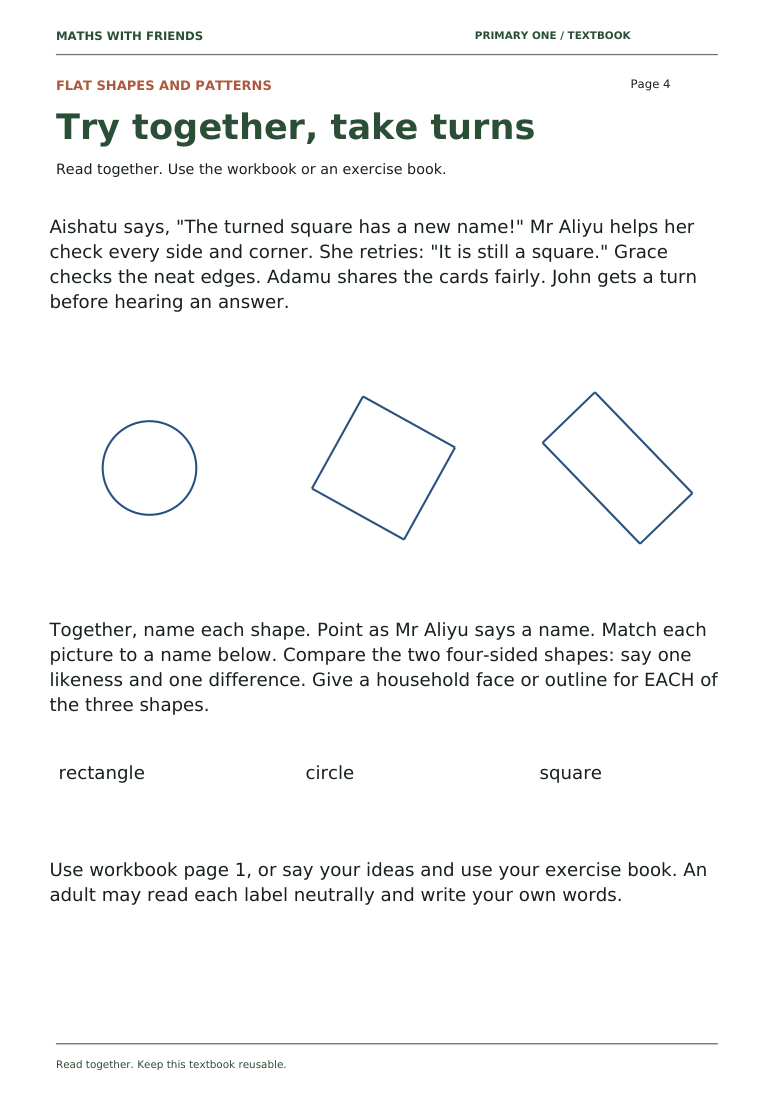 MATHS WITH FRIENDS
PRIMARY ONE / TEXTBOOK
FLAT SHAPES AND PATTERNS
Page 4
Try together, take turns
Read together. Use the workbook or an exercise book.
Aishatu says, "The turned square has a new name!" Mr Aliyu helps her
check every side and corner. She retries: "It is still a square." Grace
checks the neat edges. Adamu shares the cards fairly. John gets a turn
before hearing an answer.
Together, name each shape. Point as Mr Aliyu says a name. Match each
picture to a name below. Compare the two four-sided shapes: say one
likeness and one difference. Give a household face or outline for EACH of
the three shapes.
rectangle
circle
square
Use workbook page 1, or say your ideas and use your exercise book. An
adult may read each label neutrally and write your own words.
Read together. Keep this textbook reusable.